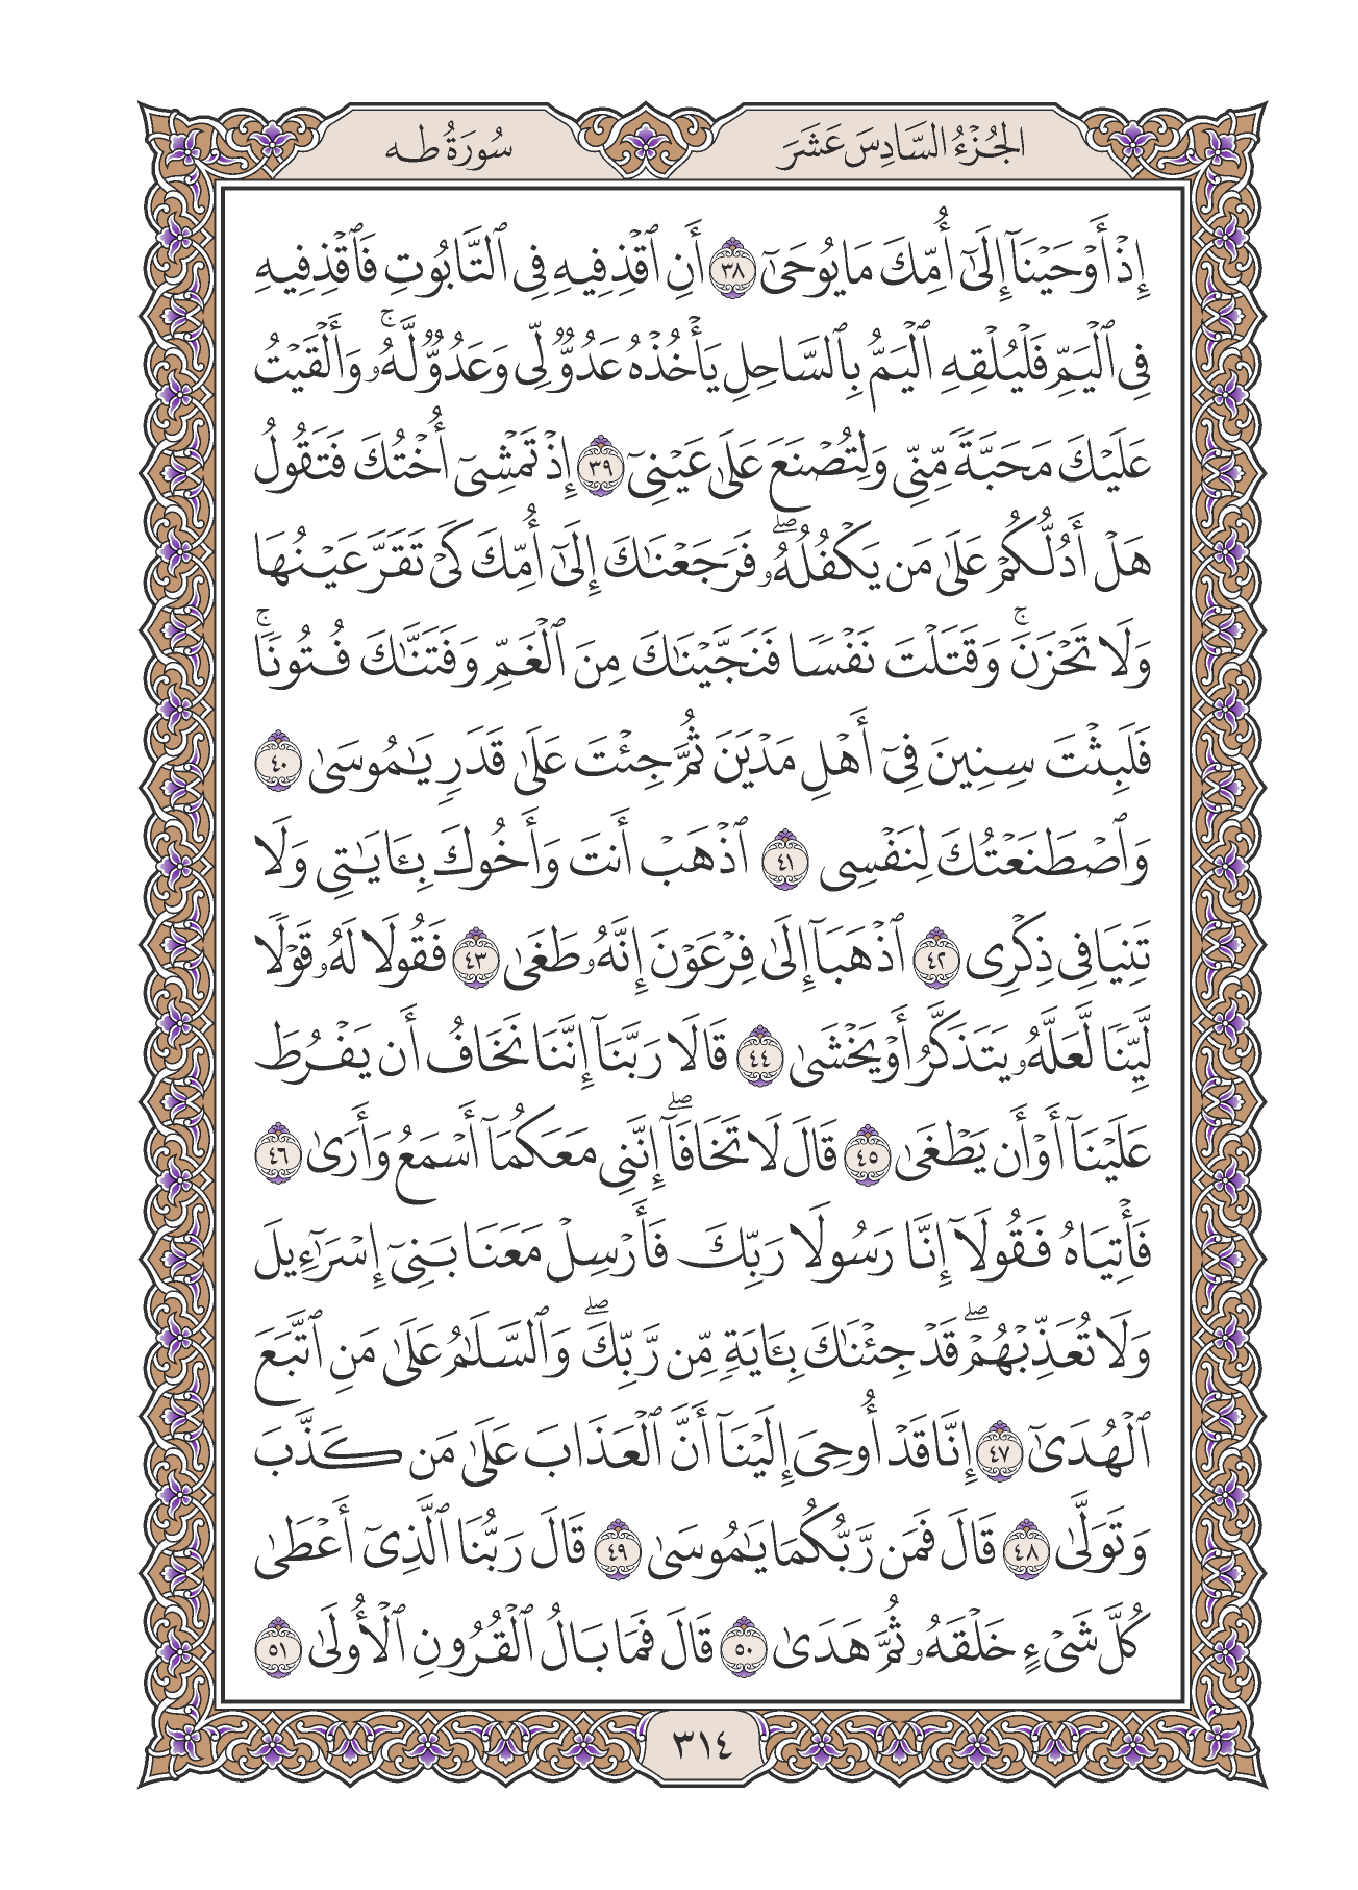 الجُزْءُ السَّادِسَ عَشَرَ
سُورَةُ طه
إِذۡ أَوۡحَيۡنَآ إِلَىٰٓ أُمِّكَ مَا يُوحَىٰٓ ٣٨ أَنِ ٱقۡذِفِيهِ فِي ٱلتَّابُوتِ فَٱقۡذِفِيهِ
فِي ٱلۡيَمِّ فَلۡيُلۡقِهِ ٱلۡيَمُّ بِٱلسَّاحِلِ يَأۡخُذۡهُ عَدُوّٞ لِّي وَعَدُوّٞ لَّهُۥۚ وَأَلۡقَيۡتُ
عَلَيۡكَ مَحَبَّةٗ مِّنِّي وَلِتُصۡنَعَ عَلَىٰ عَيۡنِيٓ ٣٩ إِذۡ تَمۡشِيٓ أُخۡتُكَ فَتَقُولُ
هَلۡ أَدُلُّكُمۡ عَلَىٰ مَن يَكۡفُلُهُۥۖ فَرَجَعۡنَٰكَ إِلَىٰٓ أُمِّكَ كَيۡ تَقَرَّ عَيۡنُهَا
وَلَا تَحۡزَنَۚ وَقَتَلۡتَ نَفۡسٗا فَنَجَّيۡنَٰكَ مِنَ ٱلۡغَمِّ وَفَتَنَّٰكَ فُتُونٗاۚ
فَلَبِثۡتَ سِنِينَ فِيٓ أَهۡلِ مَدۡيَنَ ثُمَّ جِئۡتَ عَلَىٰ قَدَرٖ يَٰمُوسَىٰ ٤٠
وَٱصۡطَنَعۡتُكَ لِنَفۡسِي ٤١ ٱذۡهَبۡ أَنتَ وَأَخُوكَ بِـَٔايَٰتِي وَلَا
تَنِيَا فِي ذِكۡرِي ٤٢ ٱذۡهَبَآ إِلَىٰ فِرۡعَوۡنَ إِنَّهُۥ طَغَىٰ ٤٣ فَقُولَا لَهُۥ قَوۡلٗا
لَّيِّنٗا لَّعَلَّهُۥ يَتَذَكَّرُ أَوۡ يَخۡشَىٰ ٤٤ قَالَا رَبَّنَآ إِنَّنَا نَخَافُ أَن يَفۡرُطَ
عَلَيۡنَآ أَوۡ أَن يَطۡغَىٰ ٤٥ قَالَ لَا تَخَافَآۖ إِنَّنِي مَعَكُمَآ أَسۡمَعُ وَأَرَىٰ ٤٦
فَأۡتِيَاهُ فَقُولَآ إِنَّا رَسُولَا رَبِّكَ فَأَرۡسِلۡ مَعَنَا بَنِيٓ إِسۡرَٰٓءِيلَ
وَلَا تُعَذِّبۡهُمۡۖ قَدۡ جِئۡنَٰكَ بِـَٔايَةٖ مِّن رَّبِّكَۖ وَٱلسَّلَٰمُ عَلَىٰ مَنِ ٱتَّبَعَ
ٱلۡهُدَىٰٓ ٤٧ إِنَّا قَدۡ أُوحِيَ إِلَيۡنَآ أَنَّ ٱلۡعَذَابَ عَلَىٰ مَن كَذَّبَ
وَتَوَلَّىٰ ٤٨ قَالَ فَمَن رَّبُّكُمَا يَٰمُوسَىٰ ٤٩ قَالَ رَبُّنَا ٱلَّذِيٓ أَعۡطَىٰ
كُلَّ شَيۡءٍ خَلۡقَهُۥ ثُمَّ هَدَىٰ ٥٠ قَالَ فَمَا بَالُ ٱلۡقُرُونِ ٱلۡأُولَىٰ ٥١
٣١٤